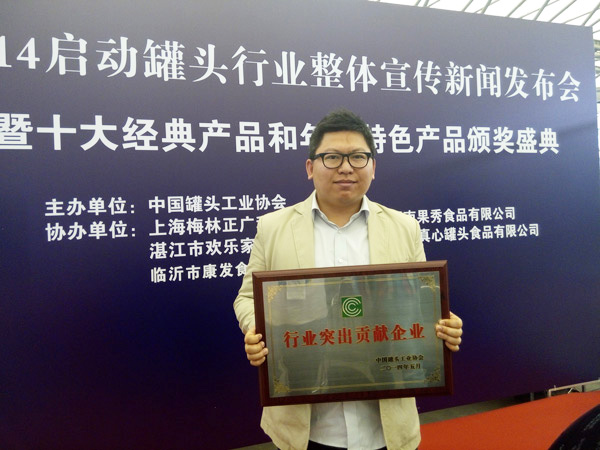 14启动罐头行业整体宣传新闻发布会
暨十大经典产品和年 特色产品颁奖盛典
主办单位：中国罐头工业协会
协办单位：上海梅林正广 果秀食品有限公司
湛江市欢乐家 真心罐头食品有限公司
临沂市康发食
行业突出贡献企业
中国罐头工业协会
二〇一四年五月